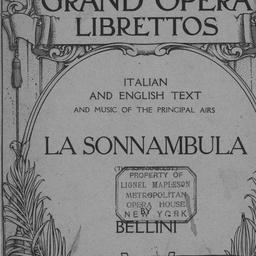 GRAND OPERA
LIBRETTOS
ITALIAN
AND ENGLISH TEXT
AND MUSIC OF THE PRINCIPAL AIRS
LA SONNAMBULA
PROPERTY OF
LIONEL MAPLESON
METROPOLITAN
OPERA HOUSE
NEW YORK
BY
BELLINI